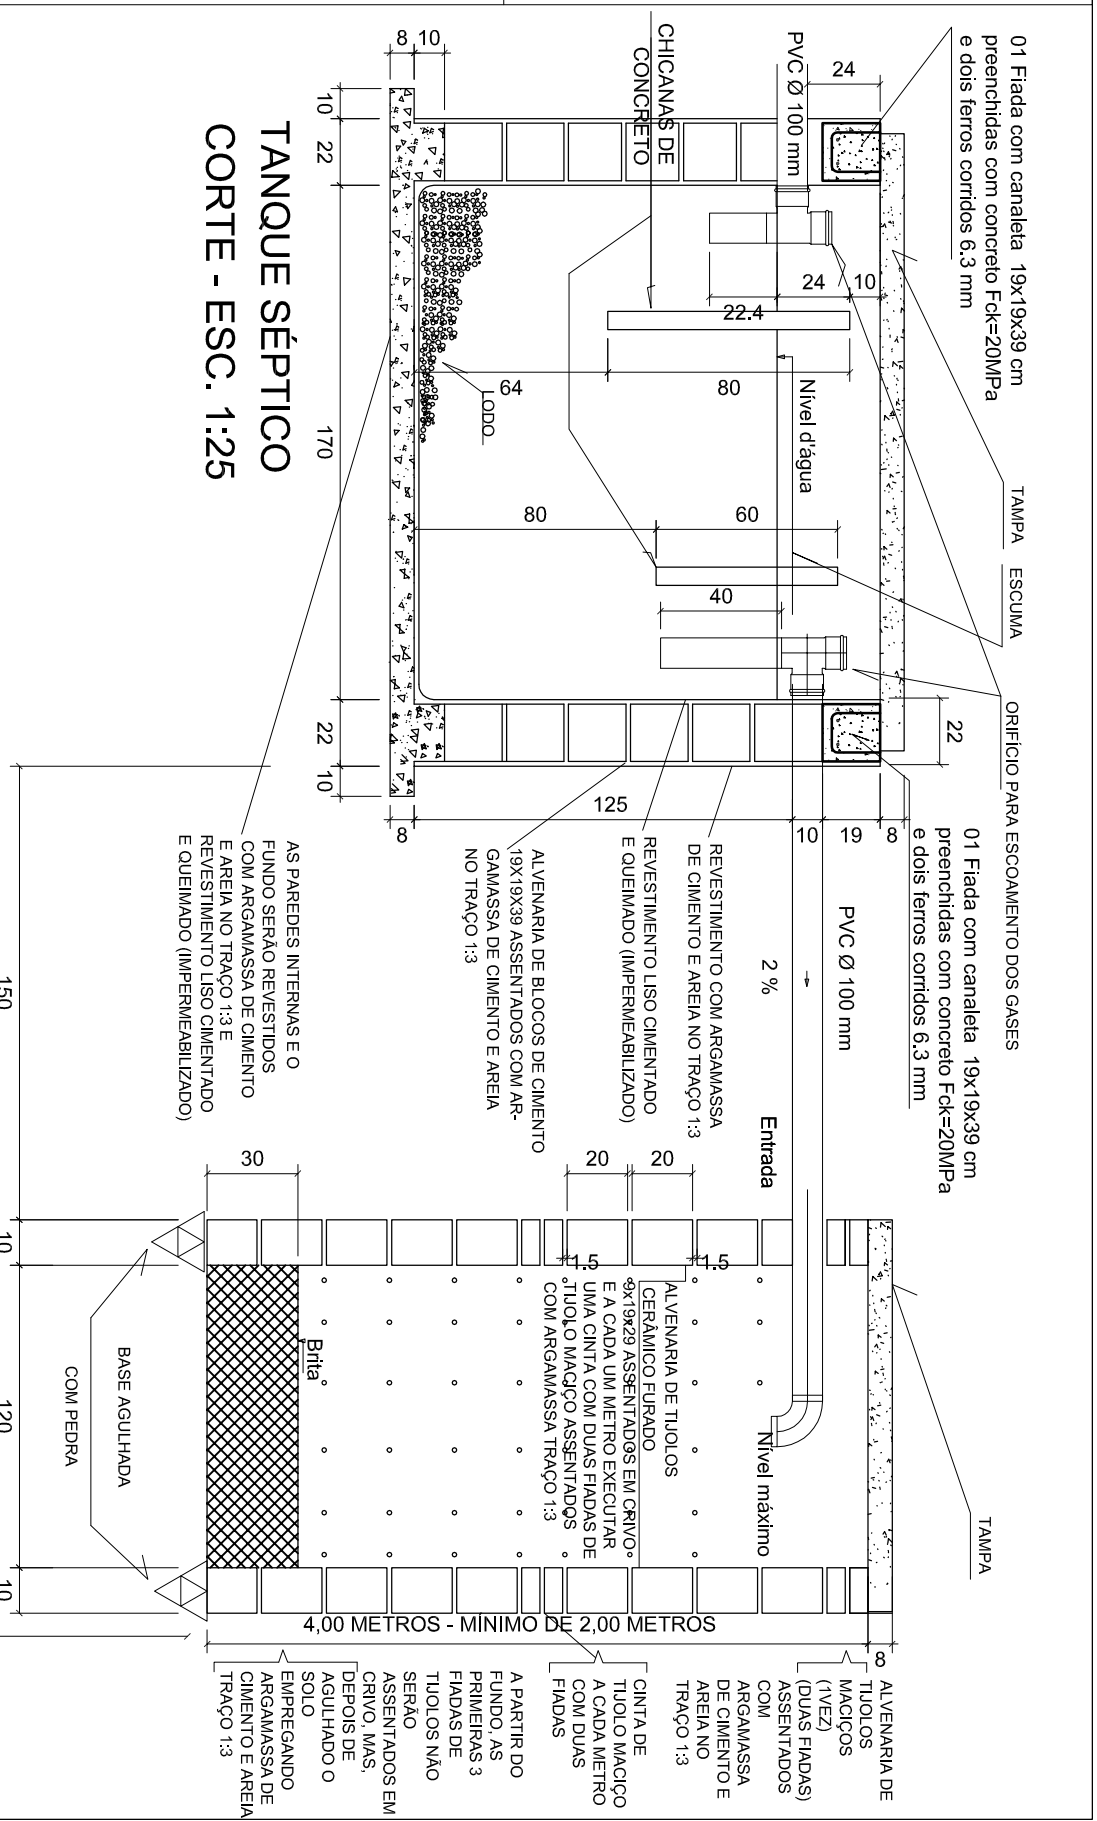 01 Fiada com canaleta 19x19x39 cm
preenchidas com concreto Fck=20MPa
e dois ferros corridos 6.3 mm
TAMPA
ESCUMA
ORIFÍCIO PARA ESCOAMENTO DOS GASES
01 Fiada com canaleta 19x19x39 cm
preenchidas com concreto Fck=20MPa
e dois ferros corridos 6.3 mm
TAMPA
24
PVC Ø 100 mm
CHICANAS DE
CONCRETO
10
8
10
22
170
22
10
24
10
22.4
64
80
LODO
Nível d'água
80
60
40
22
125
8
10
19
8
PVC Ø 100 mm
2 %
Entrada
REVESTIMENTO COM ARGAMASSA
DE CIMENTO E AREIA NO TRAÇO 1:3
REVESTIMENTO LISO CIMENTADO
E QUEIMADO (IMPERMEABILIZADO)
ALVENARIA DE BLOCOS DE CIMENTO
19X19X39 ASSENTADOS COM AR-
GAMASSA DE CIMENTO E AREIA
NO TRAÇO 1:3
AS PAREDES INTERNAS E O
FUNDO SERÃO REVESTIDOS
COM ARGAMASSA DE CIMENTO
E AREIA NO TRAÇO 1:3 E
REVESTIMENTO LISO CIMENTADO
E QUEIMADO (IMPERMEABILIZADO)
TANQUE SÉPTICO
CORTE - ESC. 1:25
150
10
120
10
30
20
20
1.5
1.5
Nível máximo
ALVENARIA DE TIJOLOS
CERÂMICO FURADO
9x19x29 ASSENTADOS EM CRIVO
E A CADA UM METRO EXECUTAR
UMA CINTA COM DUAS FIADAS DE
TIJOLO MACIÇO ASSENTADOS
COM ARGAMASSA TRAÇO 1:3
Brita
BASE AGULHADA
COM PEDRA
4,00 METROS - MÍNIMO DE 2,00 METROS
8
ALVENARIA DE
TIJOLOS
MACIÇOS
(1VEZ)
(DUAS FIADAS)
ASSENTADOS
COM
ARGAMASSA
DE CIMENTO E
AREIA NO
TRAÇO 1:3
CINTA DE
TIJOLO MACIÇO
A CADA METRO
COM DUAS
FIADAS
A PARTIR DO
FUNDO, AS
PRIMEIRAS 3
FIADAS DE
TIJOLOS NÃO
SERÃO
ASSENTADOS EM
CRIVO, MAS,
DEPOIS DE
AGULHADO O
SOLO
EMPREGANDO
ARGAMASSA DE
CIMENTO E AREIA
TRAÇO 1:3